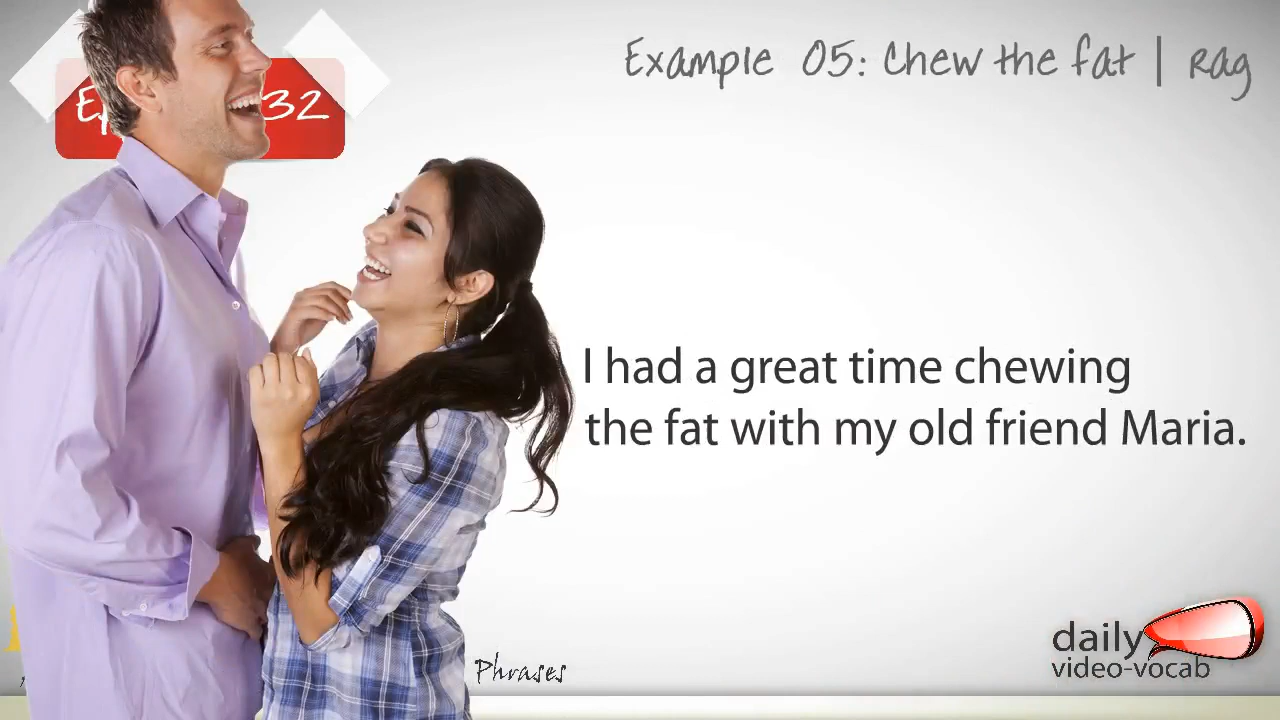 Example 05: Chew the fat | rag
32
I had a great time chewing
the fat with my old friend Maria.
Phrases
daily
video-vocab